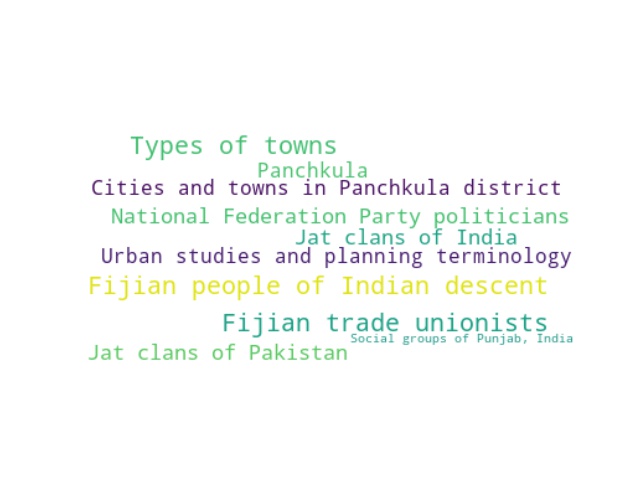 Types of towns
Panchkula
Cities and towns in Panchkula district
National Federation Party politicians
Jat clans of India
Urban studies and planning terminology
Fijian people of Indian descent
Fijian trade unionists
Social groups of Punjab, India
Jat clans of Pakistan